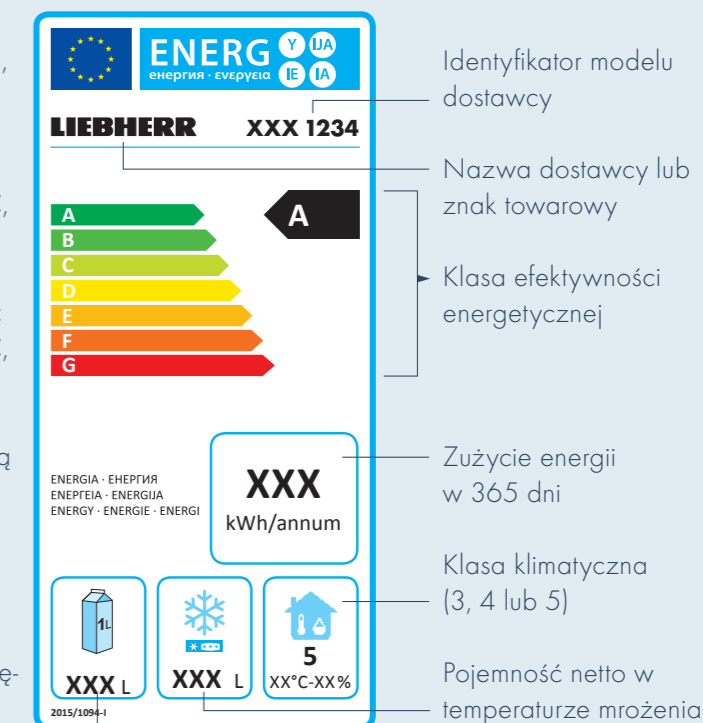 ENERG Y IJA
енергия · ενεργεια IE IA
LIEBHERR XXX 1234
A
A
B
C
D
E
F
G
ENERGIA · ЕНЕРГИЯ
ΕΝΕΡΓΕΙΑ · ENERGIJA
ENERGY · ENERGIE · ENERGI
XXX
kWh/annum
1L
XXX L
XXX L
5
XX°C-XX%
2015/1094-I
Identyfikator modelu
dostawcy
Nazwa dostawcy lub
znak towarowy
Klasa efektywności
energetycznej
Zużycie energii
w 365 dni
Klasa klimatyczna
(3, 4 lub 5)
Pojemność netto w
temperaturze mrożenia